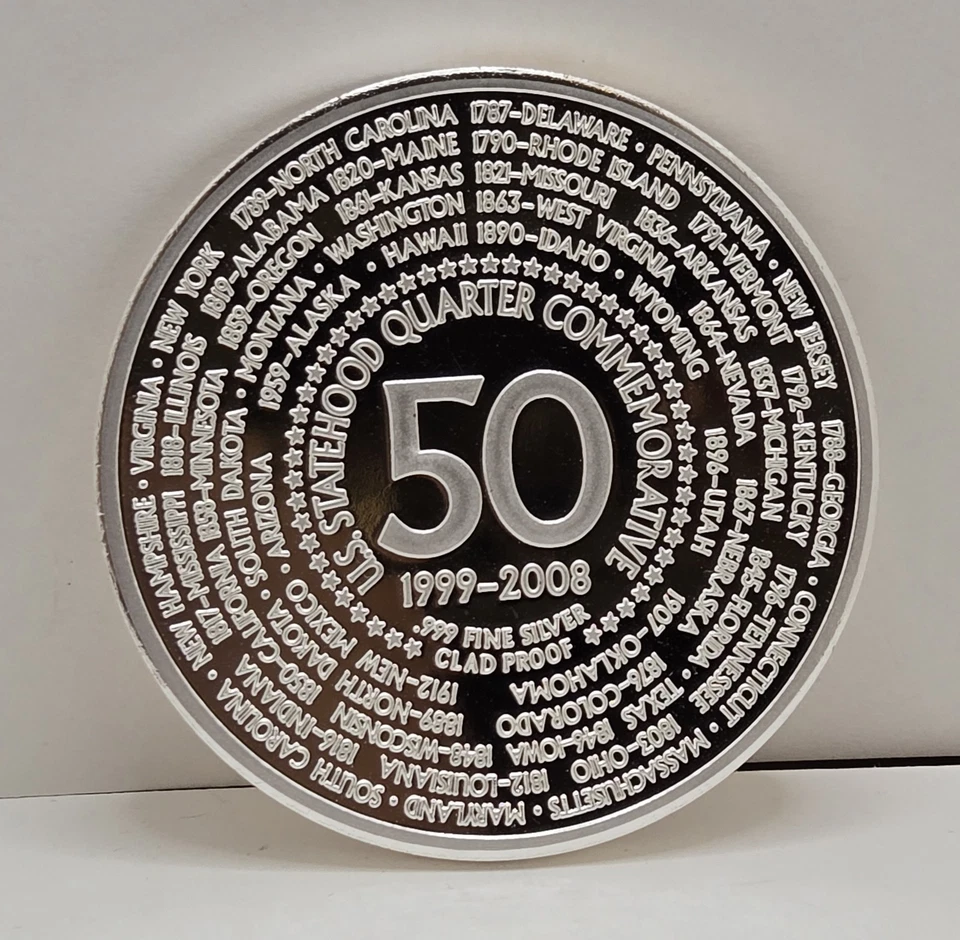 1787–DELAWARE • PENNSYLVANIA • NEW JERSEY 1788–GEORGIA • CONNECTICUT • MASSACHUSETTS • MARYLAND • SOUTH CAROLINA • NEW HAMPSHIRE • VIRGINIA • NEW YORK 1789–NORTH CAROLINA
1790–RHODE ISLAND 1791–VERMONT 1792–KENTUCKY 1796–TENNESSEE 1803–OHIO 1812–LOUISIANA 1816–INDIANA 1817–MISSISSIPPI 1818–ILLINOIS 1819–ALABAMA 1820–MAINE
1821–MISSOURI 1836–ARKANSAS 1837–MICHIGAN 1845–FLORIDA • TEXAS 1846–IOWA 1848–WISCONSIN 1850–CALIFORNIA 1858–MINNESOTA 1859–OREGON 1861–KANSAS
1863–WEST VIRGINIA 1864–NEVADA 1867–NEBRASKA 1876–COLORADO 1889–NORTH DAKOTA • SOUTH DAKOTA • MONTANA • WASHINGTON
1890–IDAHO • WYOMING 1896–UTAH 1907–OKLAHOMA 1912–NEW MEXICO • ARIZONA 1959–ALASKA • HAWAII
U.S. STATEHOOD QUARTER COMMEMORATIVE
50
1999–2008
.999 FINE SILVER
CLAD PROOF